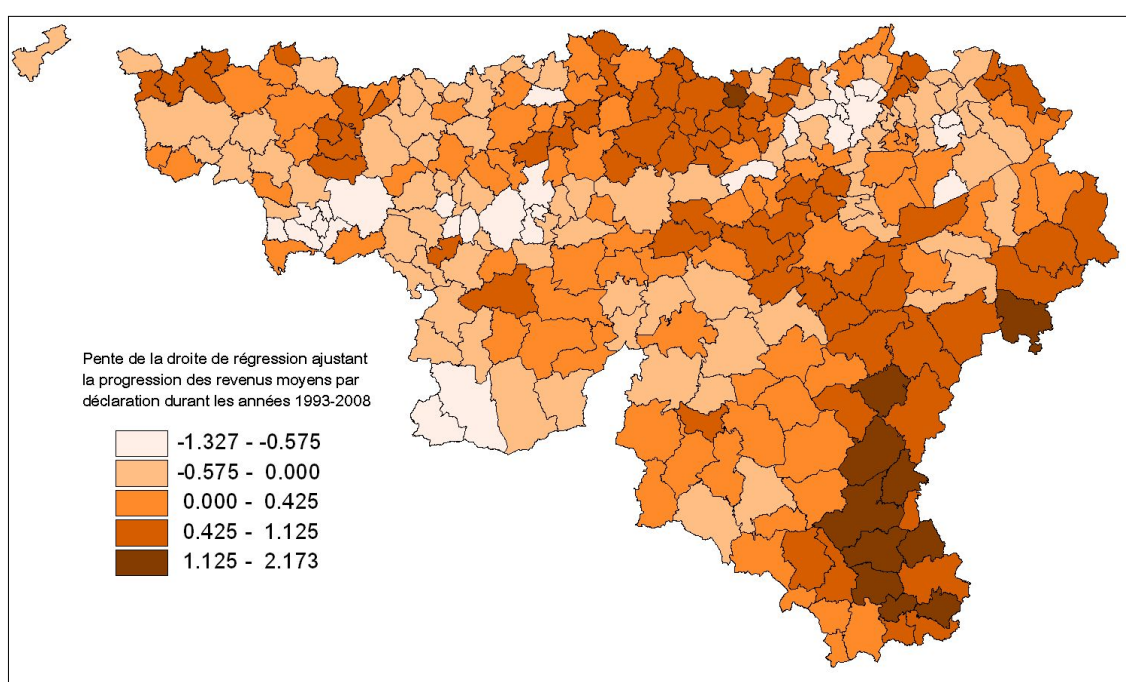 Pente de la droite de régression ajustant
la progression des revenus moyens par
déclaration durant les années 1993-2008
-1.327 - -0.575
-0.575 - 0.000
0.000 - 0.425
0.425 - 1.125
1.125 - 2.173